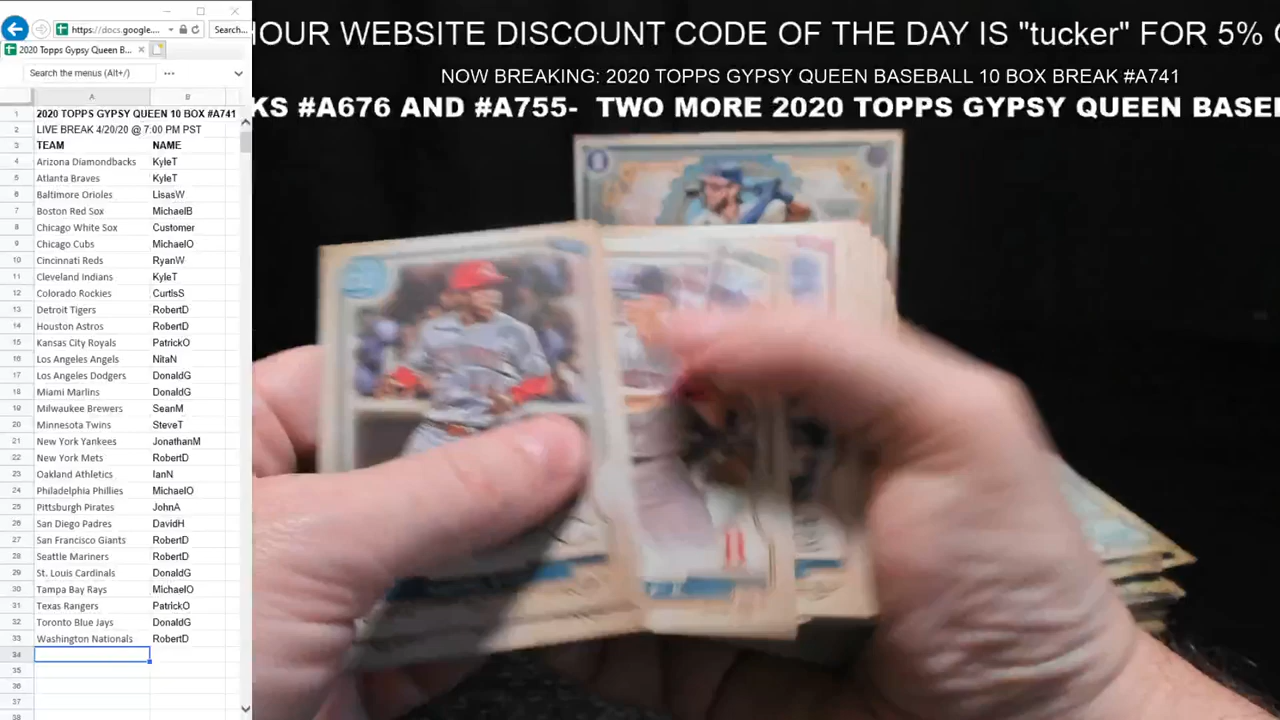 https://docs.google....
Search...
2020 Topps Gypsy Queen B...
Search the menus (Alt+/)
A B
1 2020 TOPPS GYPSY QUEEN 10 BOX #A741
2 LIVE BREAK 4/20/20 @ 7:00 PM PST
3 TEAM NAME
4 Arizona Diamondbacks KyleT
5 Atlanta Braves KyleT
6 Baltimore Orioles LisasW
7 Boston Red Sox MichaelB
8 Chicago White Sox Customer
9 Chicago Cubs MichaelO
10 Cincinnati Reds RyanW
11 Cleveland Indians KyleT
12 Colorado Rockies CurtisS
13 Detroit Tigers RobertD
14 Houston Astros RobertD
15 Kansas City Royals PatrickO
16 Los Angeles Angels NitaN
17 Los Angeles Dodgers DonaldG
18 Miami Marlins DonaldG
19 Milwaukee Brewers SeanM
20 Minnesota Twins SteveT
21 New York Yankees JonathanM
22 New York Mets RobertD
23 Oakland Athletics IanN
24 Philadelphia Phillies MichaelO
25 Pittsburgh Pirates JohnA
26 San Diego Padres DavidH
27 San Francisco Giants RobertD
28 Seattle Mariners RobertD
29 St. Louis Cardinals DonaldG
30 Tampa Bay Rays MichaelO
31 Texas Rangers PatrickO
32 Toronto Blue Jays DonaldG
33 Washington Nationals RobertD
34
35
36
37
38
HOUR WEBSITE DISCOUNT CODE OF THE DAY IS "tucker" FOR 5%
NOW BREAKING: 2020 TOPPS GYPSY QUEEN BASEBALL 10 BOX BREAK #A741
KS #A676 AND #A755- TWO MORE 2020 TOPPS GYPSY QUEEN BASE